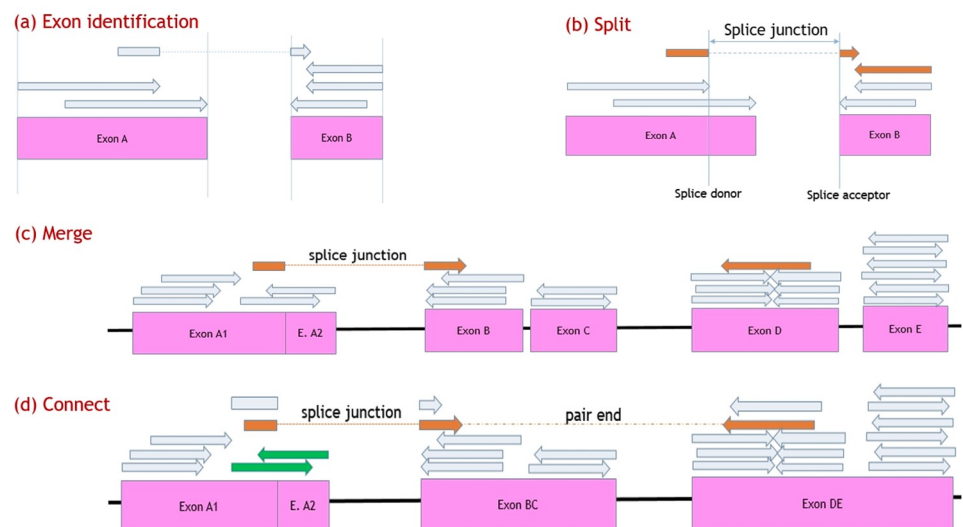 (a) Exon identification
Exon A
Exon B
(b) Split
Splice junction
Exon A
Exon B
Splice donor
Splice acceptor
(c) Merge
splice junction
Exon A1
E. A2
Exon B
Exon C
Exon D
Exon E
(d) Connect
splice junction
pair end
Exon A1
E. A2
Exon BC
Exon DE